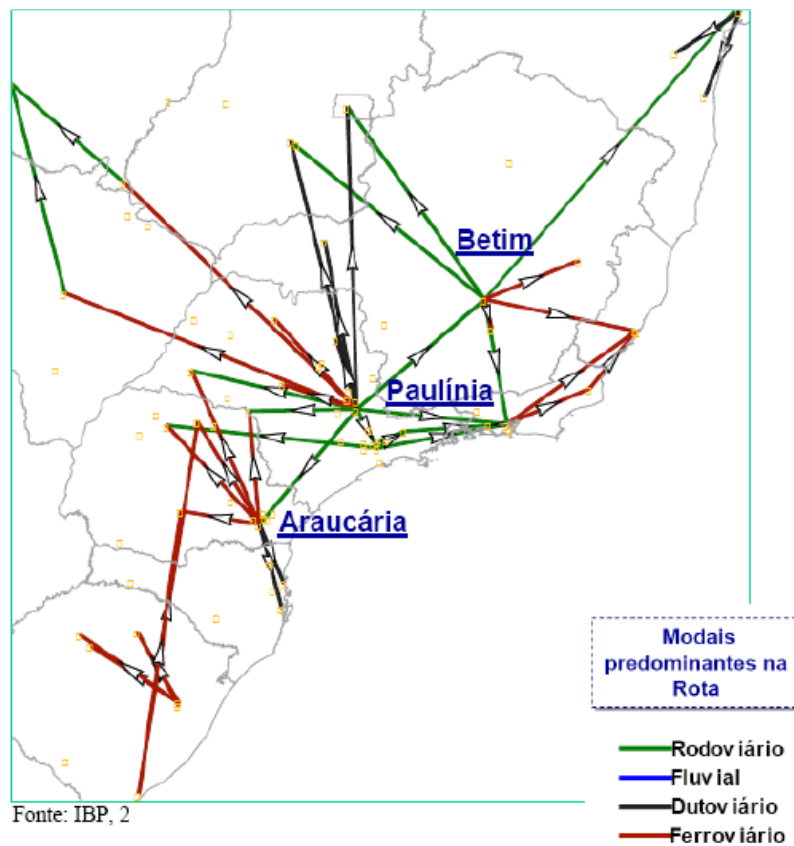 Betim
Paulínia
Araucária
Modais
predominantes na
Rota
Rodoviário
Fluvial
Dutoviário
Ferroviário
Fonte: IBP, 2